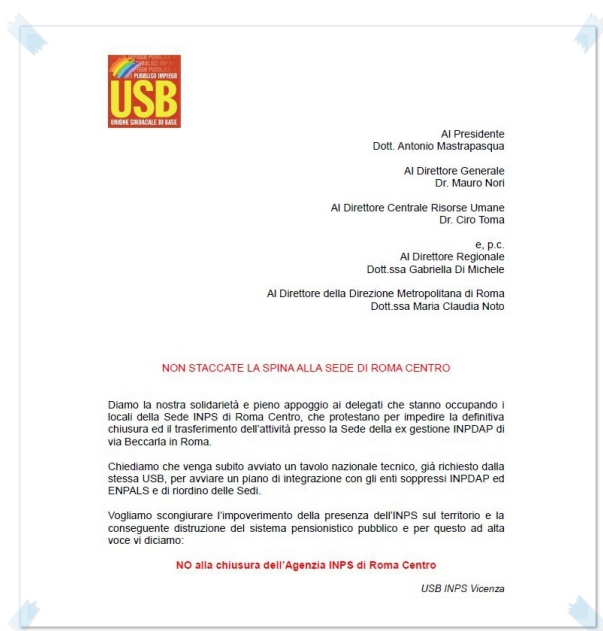 PUBBLICO IMPIEGO
USB
UNIONE SINDACALE DI BASE
Al Presidente
Dott. Antonio Mastrapasqua
Al Direttore Generale
Dr. Mauro Nori
Al Direttore Centrale Risorse Umane
Dr. Ciro Toma
e, p.c.
Al Direttore Regionale
Dott.ssa Gabriella Di Michele
Al Direttore della Direzione Metropolitana di Roma
Dott.ssa Maria Claudia Noto
NON STACCATE LA SPINA ALLA SEDE DI ROMA CENTRO
Diamo la nostra solidarietà e pieno appoggio ai delegati che stanno occupando i
locali della Sede INPS di Roma Centro, che protestano per impedire la definitiva
chiusura ed il trasferimento dell'attività presso la Sede della ex gestione INPDAP di
via Beccarla in Roma.
Chiediamo che venga subito avviato un tavolo nazionale tecnico, già richiesto dalla
stessa USB, per avviare un piano di integrazione con gli enti soppressi INPDAP ed
ENPALS e di riordino delle Sedi.
Vogliamo scongiurare l'impoverimento della presenza dell'INPS sul territorio e la
conseguente distruzione del sistema pensionistico pubblico e per questo ad alta
voce vi diciamo:
NO alla chiusura dell'Agenzia INPS di Roma Centro
USB INPS Vicenza